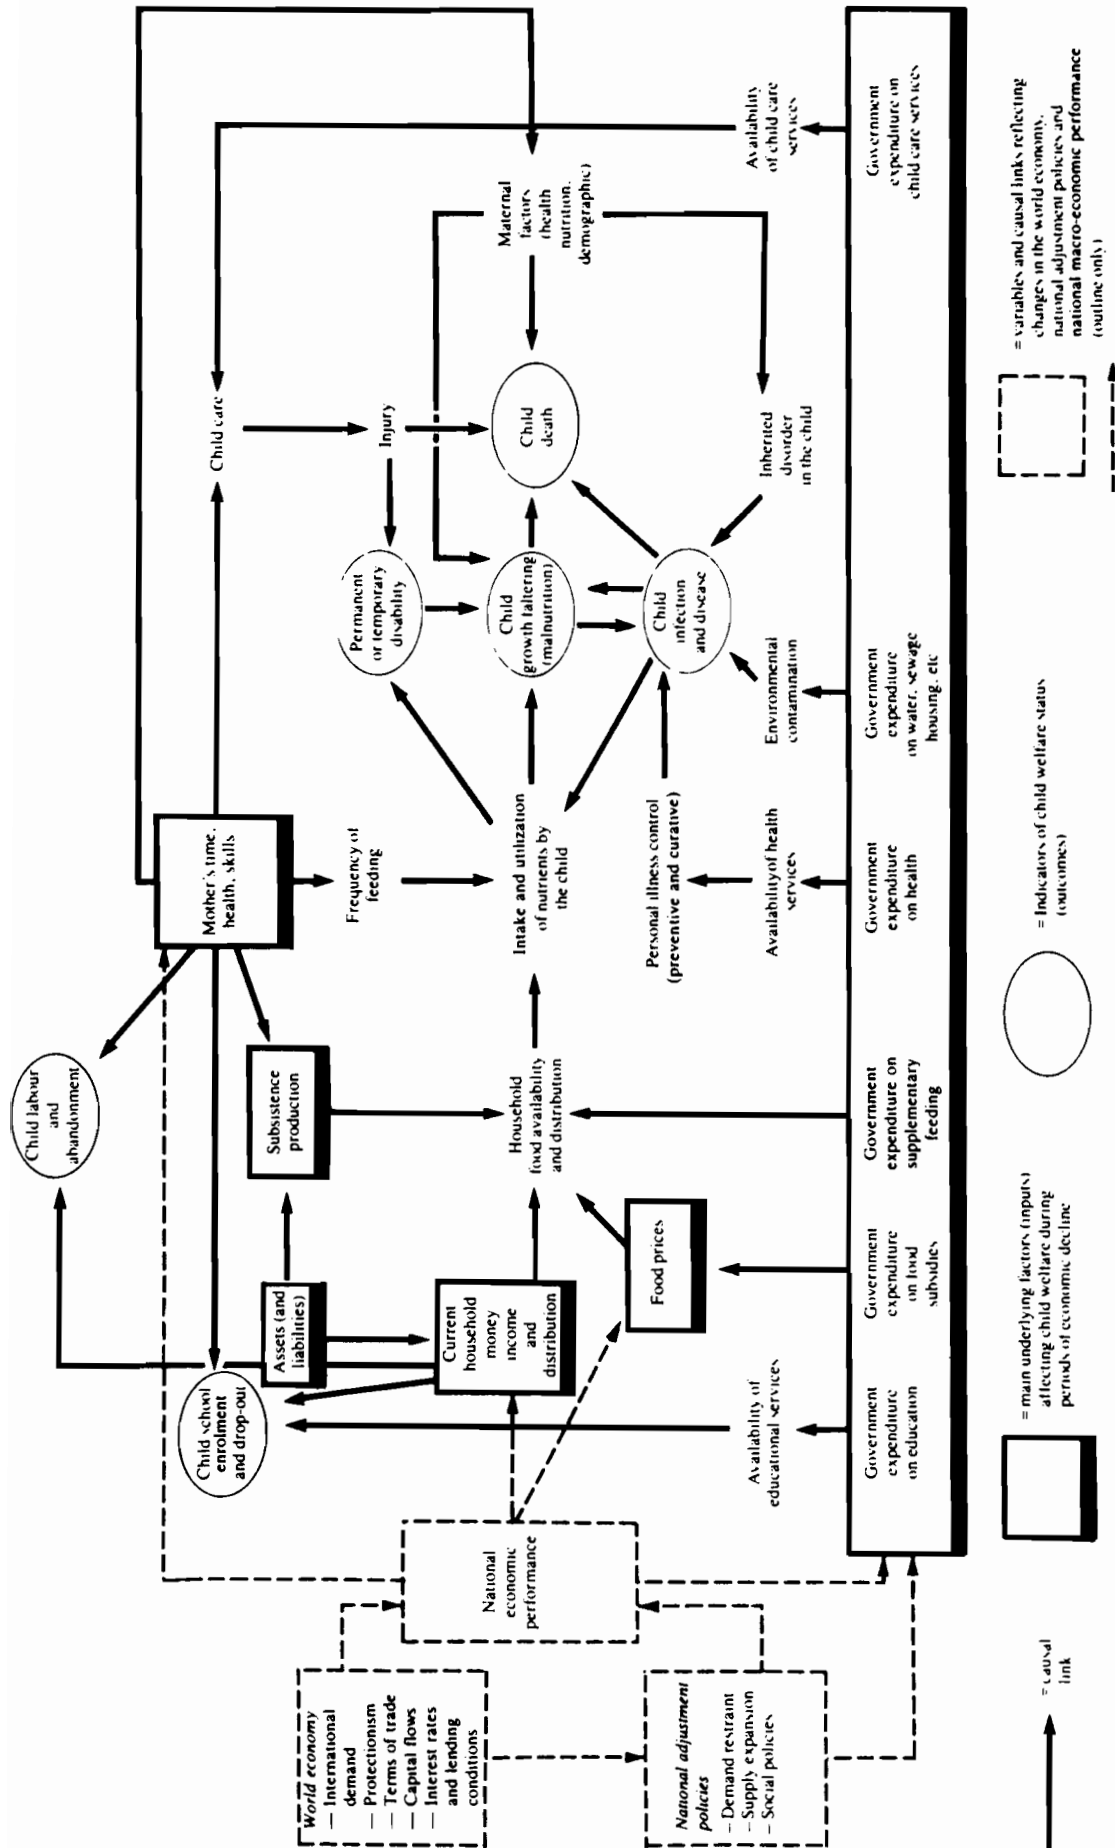 World economy
— International
demand
— Protectionism
— Terms of trade
— Capital flows
— Interest rates
and lending
conditions
National adjustment
policies
– Demand restraint
– Supply expansion
– Social policies
National
economic
performance
Child labour
and
abandonment
Child school
enrolment
and drop-out
Assets (and
liabilities)
Subsistence
production
Mother's time,
health, skills
Child care
Current
household
money
income
and
distribution
Food prices
Household
food availability
and distribution
Frequency of
feeding
Intake and utilization
of nutrients by
the child
Permanent
or temporary
disability
Injury
Child
growth faltering
(malnutrition)
Child
death
Maternal
factors
(health
nutrition,
demographic)
Personal illness control
(preventive and curative)
Child
infection
and disease
Inherited
disorder
in the child
Availability of
educational services
Availability of health
services
Environmental
contamination
Availability
of child care
services
Government
expenditure
on education
Government
expenditure
on food
subsidies
Government
expenditure on
supplementary
feeding
Government
expenditure
on health
Government
expenditure
on water, sewage
housing, etc
Government
expenditure on
child care services
= causal
link
= main underlying factors (inputs)
affecting child welfare during
periods of economic decline
= Indicators of child welfare status
(outcomes)
= variables and causal links reflecting
changes in the world economy,
national adjustment policies and
national macro-economic performance
(outline only)